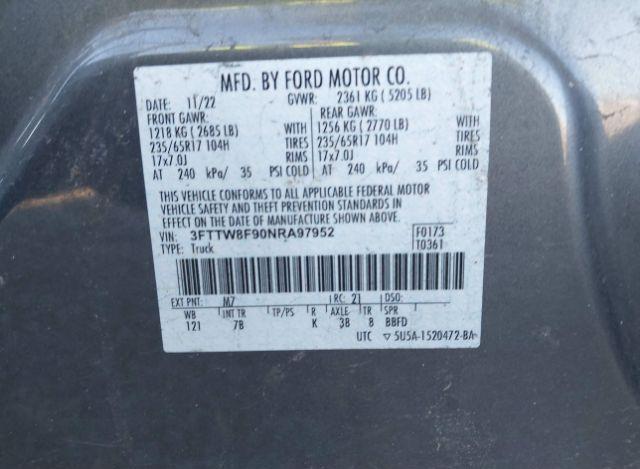 MFD. BY FORD MOTOR CO.
DATE: 11/22 GVWR: 2361 KG ( 5205 LB)
FRONT GAWR: REAR GAWR:
1218 KG ( 2685 LB) WITH 1256 KG ( 2770 LB) WITH
235/65R17 104H TIRES 235/65R17 104H TIRES
17x7.0J RIMS 17x7.0J RIMS
AT 240 kPa/ 35 PSI COLD AT 240 kPa/ 35 PSI COLD
THIS VEHICLE CONFORMS TO ALL APPLICABLE FEDERAL MOTOR
VEHICLE SAFETY AND THEFT PREVENTION STANDARDS IN
EFFECT ON THE DATE OF MANUFACTURE SHOWN ABOVE.
VIN: 3FTTW8F90NRA97952 F0173
TYPE: Truck T0361
EXT PNT: M7 RC: 21 DSO:
WB INT TR TP/PS R AXLE TR SPR
121 7B K 3B 8 BBFD
UTC ▽ 5U5A-1520472-BA